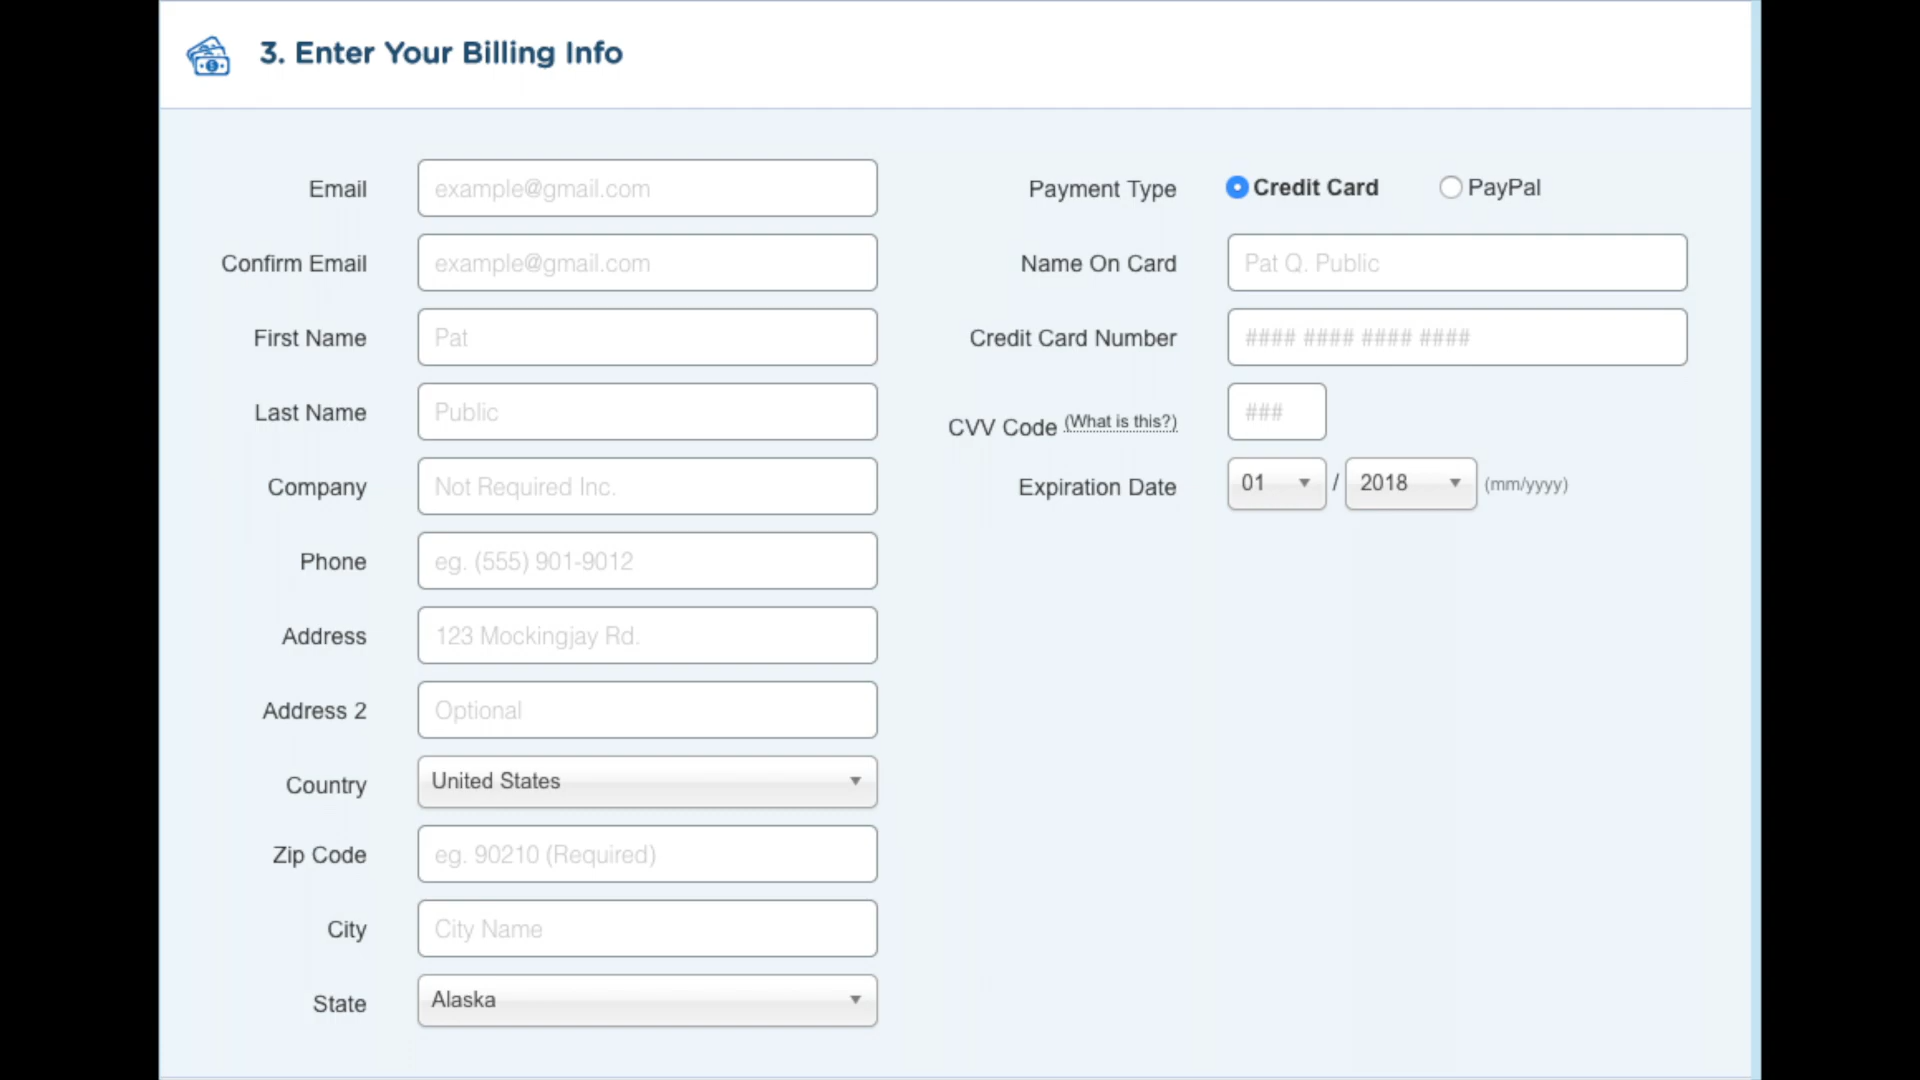 3. Enter Your Billing Info
Email
example@gmail.com
Confirm Email
example@gmail.com
First Name
Pat
Last Name
Public
Company
Not Required Inc.
Phone
eg. (555) 901-9012
Address
123 Mockingjay Rd.
Address 2
Optional
Country
United States
Zip Code
eg. 90210 (Required)
City
City Name
State
Alaska
Payment Type
Credit Card
PayPal
Name On Card
Pat Q. Public
Credit Card Number
#### #### #### ####
CVV Code (What is this?)
###
Expiration Date
01 / 2018 (mm/yyyy)